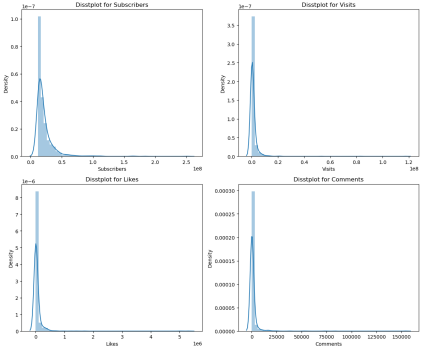 Disstplot for Subscribers
1e−7
1.0
0.8
0.6
0.4
0.2
0.0
Density
0.0 0.5 1.0 1.5 2.0 2.5
1e8
Subscribers
Disstplot for Visits
1e−7
3.5
3.0
2.5
2.0
1.5
1.0
0.5
0.0
Density
0.0 0.2 0.4 0.6 0.8 1.0 1.2
1e8
Visits
Disstplot for Likes
1e−6
8
7
6
5
4
3
2
1
0
Density
0 1 2 3 4 5
1e6
Likes
Disstplot for Comments
0.00030
0.00025
0.00020
0.00015
0.00010
0.00005
0.00000
Density
0 25000 50000 75000 100000 125000 150000
Comments